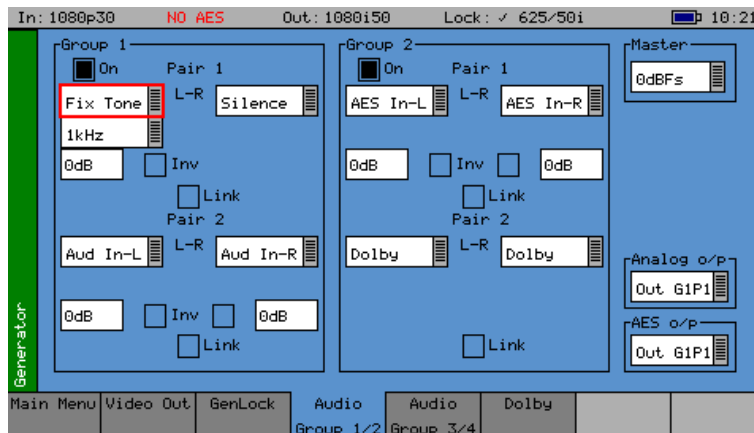 In: 1080p30 NO AES Out: 1080i50 Lock: ✓ 625/50i 10:21
Group 1 Group 2 Master
On Pair 1 On Pair 1 0dBFs
Fix Tone L-R Silence AES In-L L-R AES In-R
1kHz
0dB Inv 0dB Inv 0dB
Link Link
Pair 2 Pair 2
Aud In-L L-R Aud In-R Dolby L-R Dolby Analog o/p
Out G1P1
0dB Inv 0dB AES o/p
Link Link Out G1P1
Generator
Main Menu Video Out GenLock Audio Group 1/2 Audio Group 3/4 Dolby